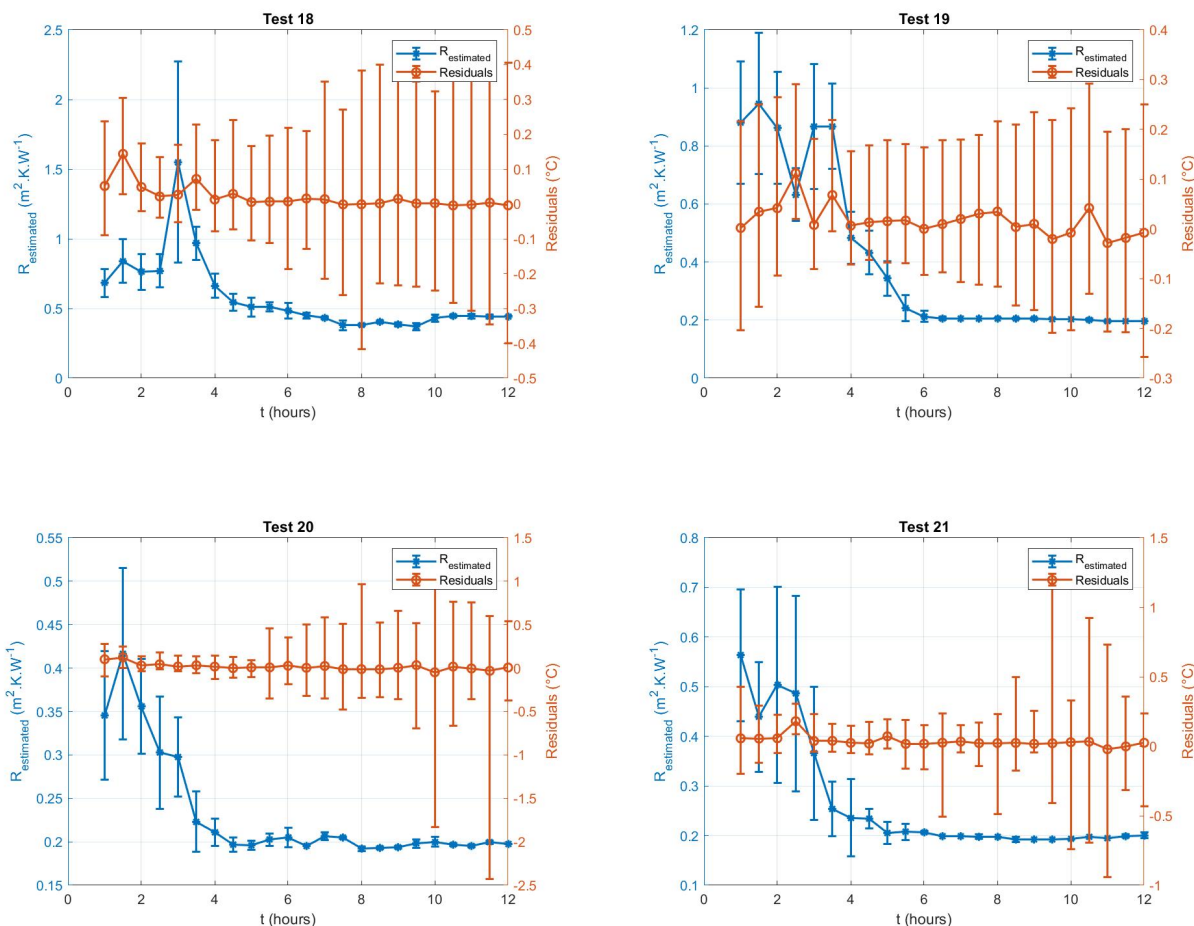 Test 18
R_estimated (m².K.W⁻¹)
2.5
2
1.5
1
0.5
0
R_estimated
Residuals
0.5
0.4
0.3
0.2
0.1
0
-0.1
-0.2
-0.3
-0.4
-0.5
Residuals (°C)
0 2 4 6 8 10 12
t (hours)
Test 19
R_estimated (m².K.W⁻¹)
1.2
1
0.8
0.6
0.4
0.2
0
R_estimated
Residuals
0.4
0.3
0.2
0.1
0
-0.1
-0.2
-0.3
Residuals (°C)
0 2 4 6 8 10 12
t (hours)
Test 20
R_estimated (m².K.W⁻¹)
0.55
0.5
0.45
0.4
0.35
0.3
0.25
0.2
0.15
R_estimated
Residuals
1.5
1
0.5
0
-0.5
-1
-1.5
-2
-2.5
Residuals (°C)
0 2 4 6 8 10 12
t (hours)
Test 21
R_estimated (m².K.W⁻¹)
0.8
0.7
0.6
0.5
0.4
0.3
0.2
0.1
R_estimated
Residuals
1.5
1
0.5
0
-0.5
-1
Residuals (°C)
0 2 4 6 8 10 12
t (hours)